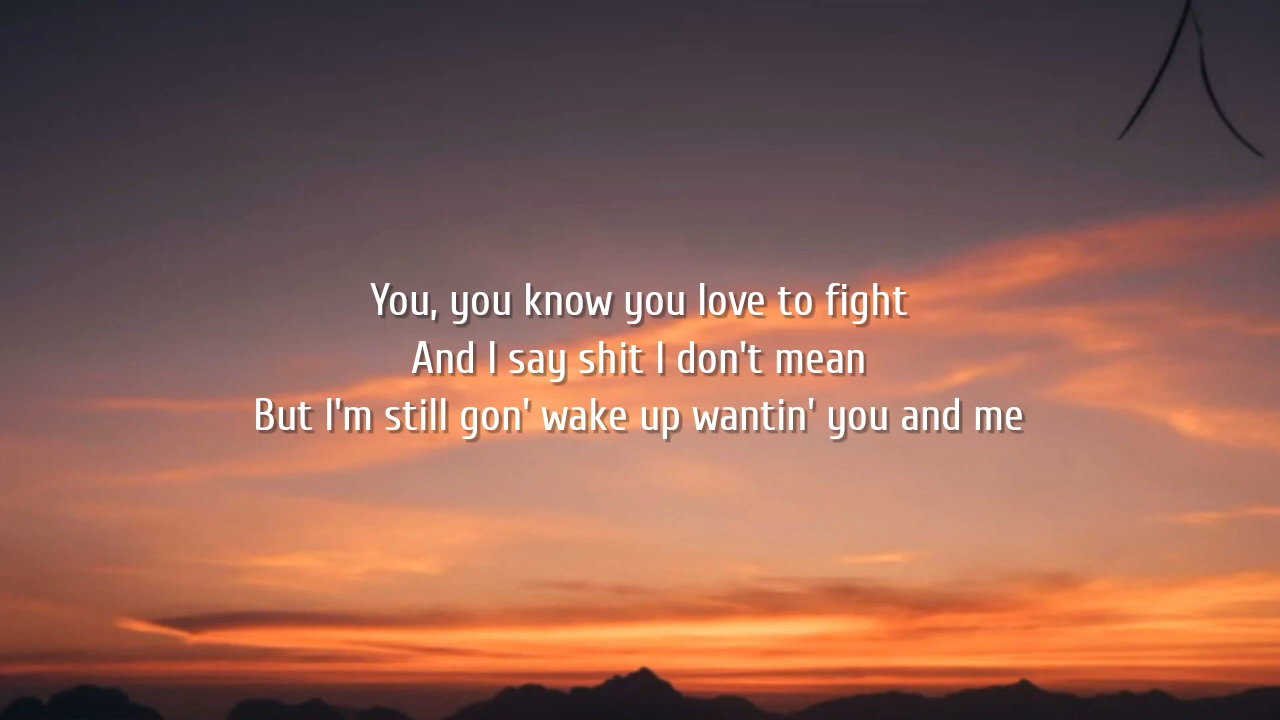 You, you know you love to fight
And I say shit I don't mean
But I'm still gon' wake up wantin' you and me